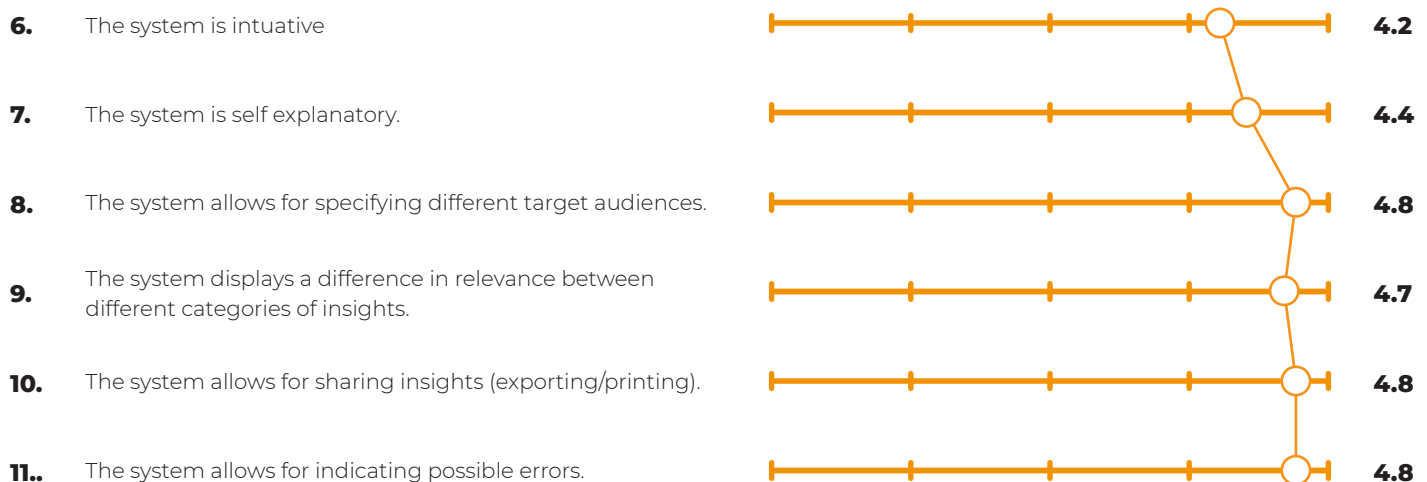 6. The system is intuative 4.2
7. The system is self explanatory. 4.4
8. The system allows for specifying different target audiences. 4.8
The system displays a difference in relevance between
9. different categories of insights. 4.7
10. The system allows for sharing insights (exporting/printing). 4.8
11.. The system allows for indicating possible errors. 4.8